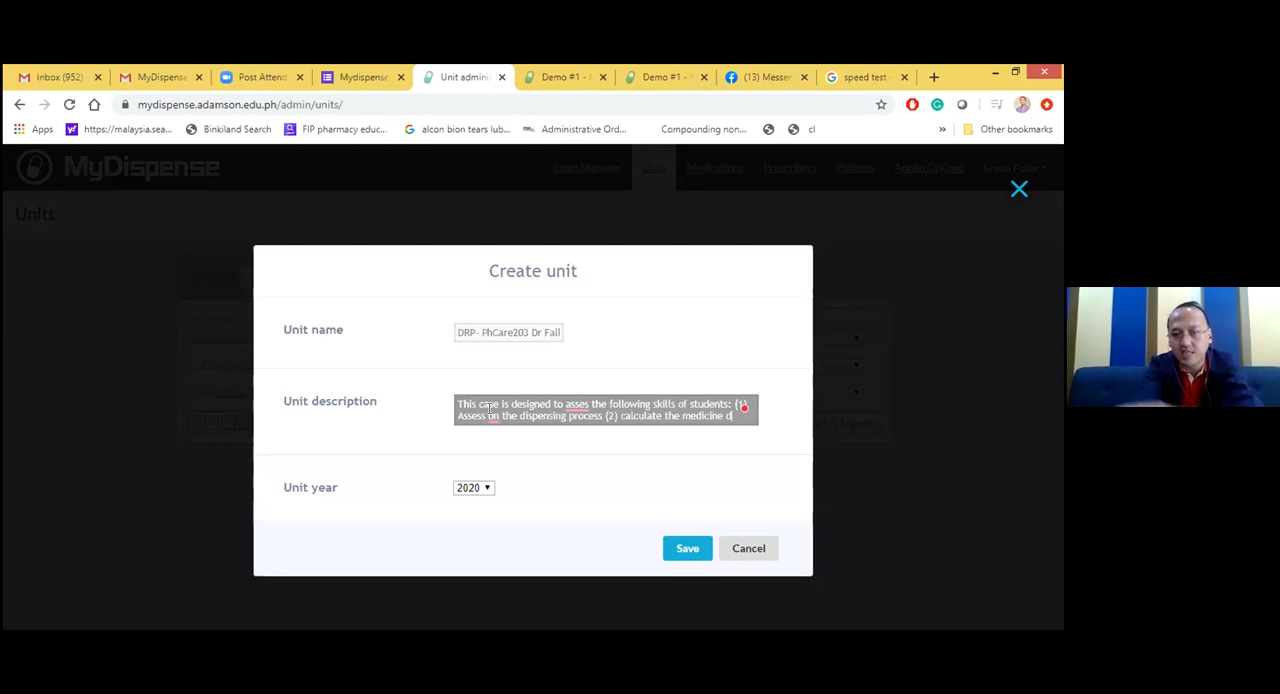 Inbox (952)
MyDispense
Post Attend
Mydispense
Unit admini
Demo #1 -
Demo #1 -
(13) Messen
speed test -
mydispense.adamson.edu.ph/admin/units/
Apps
https://malaysia.sea...
Binkiland Search
FIP pharmacy educ...
alcon bion tears lub...
Administrative Ord...
Compounding non...
cl
»
Other bookmarks
MyDispense
Exam Manager
Units
Medications
Prescribers
Patients
Admin Options
Erwin Faller
Units
Create unit
Unit name
DRP- PhCare203 Dr Fall
Unit description
This case is designed to asses the following skills of students: (1)
Assess on the dispensing process (2) calculate the medicine d
Unit year
2020
Save
Cancel